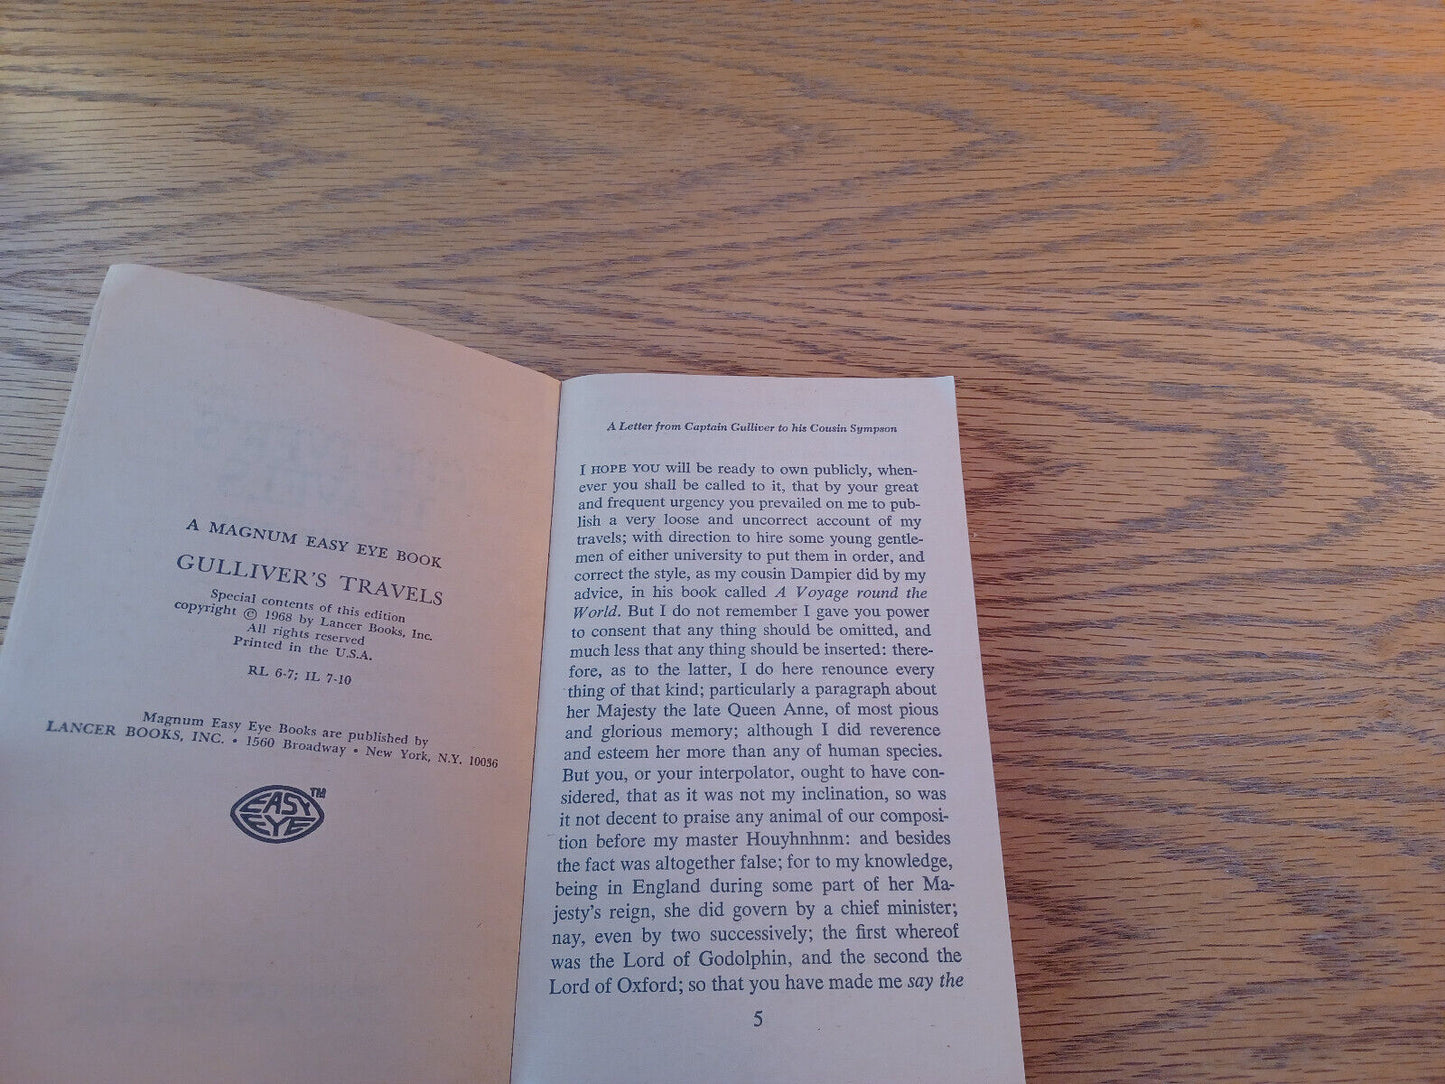 A MAGNUM EASY EYE BOOK
GULLIVER'S TRAVELS
Special contents of this edition
copyright © 1968 by Lancer Books, Inc.
All rights reserved
Printed in the U.S.A.
RL 6-7; IL 7-10
Magnum Easy Eye Books are published by
LANCER BOOKS, INC. • 1560 Broadway • New York, N.Y. 10036
EASY
EYE
TM
A Letter from Captain Gulliver to his Cousin Sympson
I HOPE YOU will be ready to own publicly, when-
ever you shall be called to it, that by your great
and frequent urgency you prevailed on me to pub-
lish a very loose and uncorrect account of my
travels; with direction to hire some young gentle-
men of either university to put them in order, and
correct the style, as my cousin Dampier did by my
advice, in his book called A Voyage round the
World. But I do not remember I gave you power
to consent that any thing should be omitted, and
much less that any thing should be inserted: there-
fore, as to the latter, I do here renounce every
thing of that kind; particularly a paragraph about
her Majesty the late Queen Anne, of most pious
and glorious memory; although I did reverence
and esteem her more than any of human species.
But you, or your interpolator, ought to have con-
sidered, that as it was not my inclination, so was
it not decent to praise any animal of our composi-
tion before my master Houyhnhnm: and besides
the fact was altogether false; for to my knowledge,
being in England during some part of her Ma-
jesty's reign, she did govern by a chief minister;
nay, even by two successively; the first whereof
was the Lord of Godolphin, and the second the
Lord of Oxford; so that you have made me say the
5